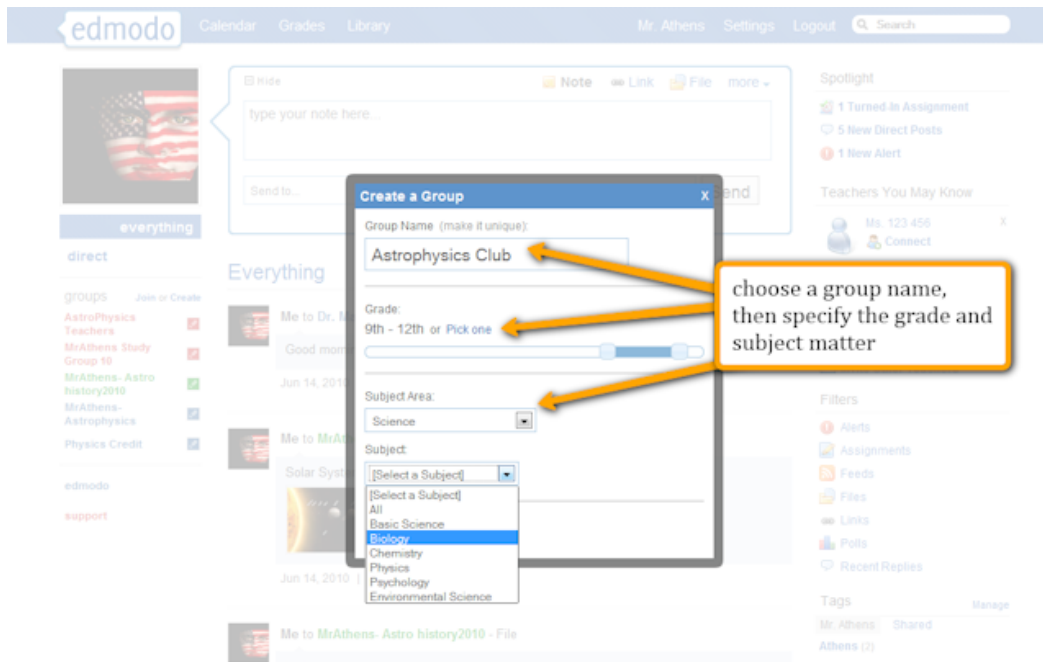 edmodo
Calendar Grades Library
Mr. Athens Settings Logout Search
Hide
Note Link File more
type your note here...
Send to...
everything
direct
groups Join or Create
AstroPhysics
Teachers
MrAthens Study
Group 10
MrAthens- Astro
history2010
MrAthens-
Astrophysics
Physics Credit
edmodo
support
Everything
Me to Dr.
Good
Jun 14, 2010
Me to
Solar
Jun 14, 2010 |
Me to MrAthens- Astro history2010 - File
Create a Group X
Group Name (make it unique):
Astrophysics Club
Grade:
9th - 12th or Pick one
Subject Area:
Science
Subject:
[Select a Subject]
[Select a Subject]
All
Basic Science
Biology
Chemistry
Physics
Psychology
Environmental Science
choose a group name,
then specify the grade and
subject matter
Spotlight
1 Turned-In Assignment
5 New Direct Posts
1 New Alert
Teachers You May Know
Ms. 123 456 X
Connect
Filters
Alerts
Assignments
Feeds
Files
Links
Polls
Recent Replies
Tags Manage
Mr. Athens Shared
Athens (2)